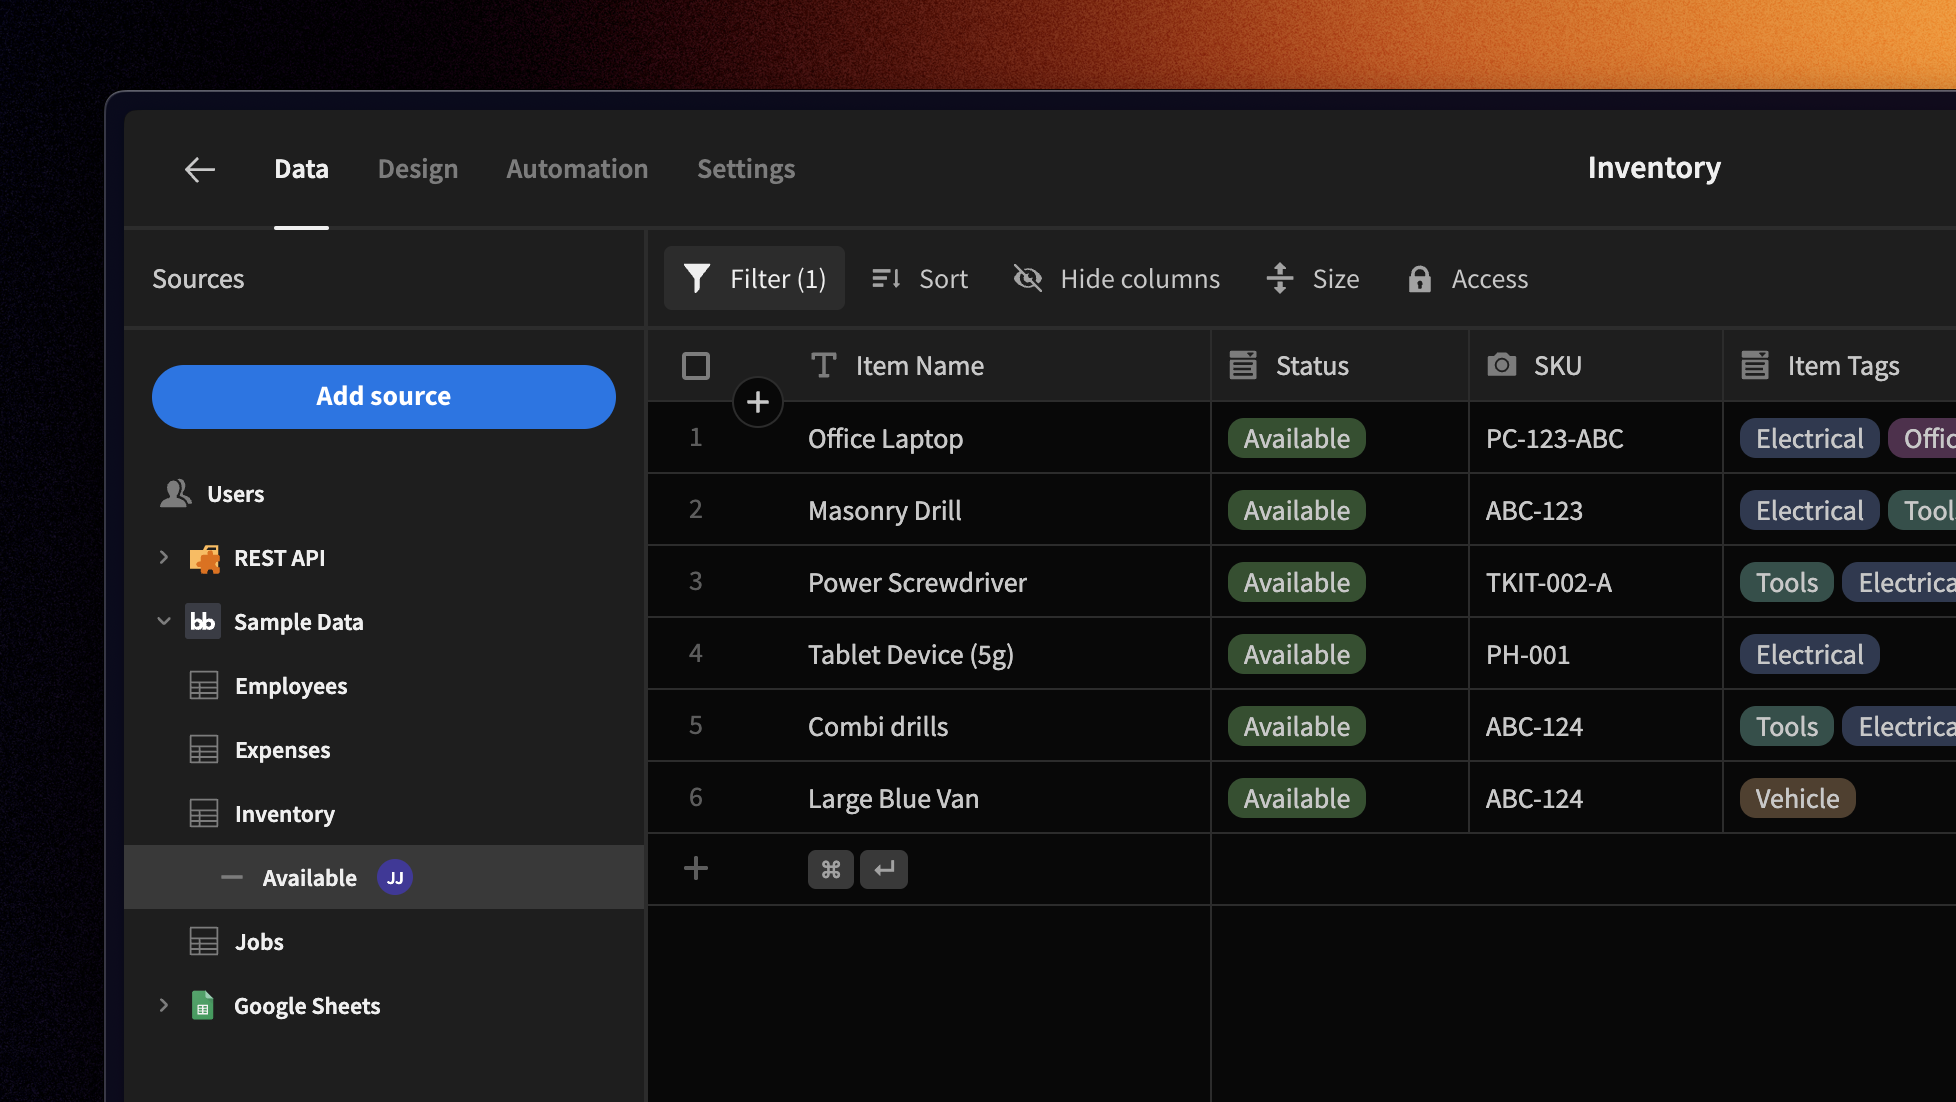 Data Design Automation Settings Inventory
Sources
Filter (1) Sort Hide columns Size Access
Add source
Users
REST API
bb Sample Data
Employees
Expenses
Inventory
Available JJ
Jobs
Google Sheets
Item Name Status SKU Item Tags
1 Office Laptop Available PC-123-ABC Electrical Offic
2 Masonry Drill Available ABC-123 Electrical Tool
3 Power Screwdriver Available TKIT-002-A Tools Electrica
4 Tablet Device (5g) Available PH-001 Electrical
5 Combi drills Available ABC-124 Tools Electrica
6 Large Blue Van Available ABC-124 Vehicle
+ ⌘ ↵